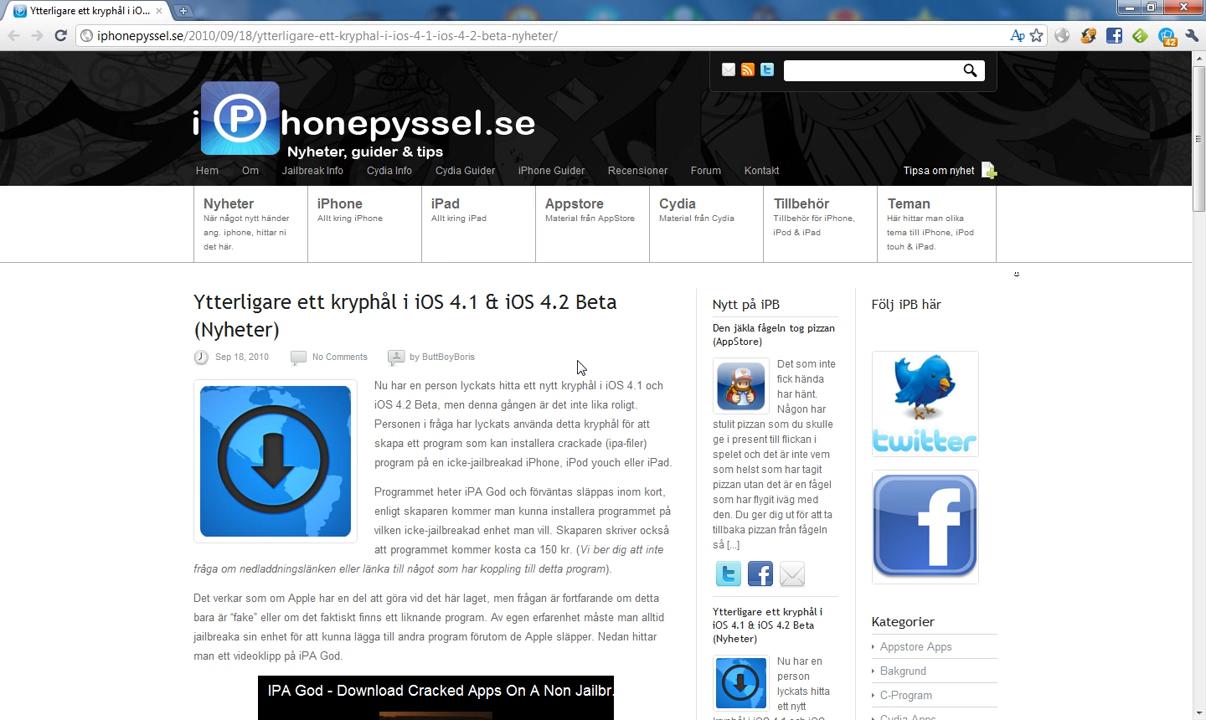 Ytterligare ett kryphål i iO...
iphonepyssel.se/2010/09/18/ytterligare-ett-kryphal-i-ios-4-1-ios-4-2-beta-nyheter/
42
iPhonepyssel.se
Nyheter, guider & tips
Hem Om Jailbreak Info Cydia Info Cydia Guider iPhone Guider Recensioner Forum Kontakt
Tipsa om nyhet
Nyheter
När något nytt händer
ang. iphone, hittar ni
det här.
iPhone
Allt kring iPhone
iPad
Allt kring iPad
Appstore
Material från AppStore
Cydia
Material från Cydia
Tillbehör
Tillbehör för iPhone,
iPod & iPad
Teman
Här hittar man olika
tema till iPhone, iPod
touh & iPad.
Ytterligare ett kryphål i iOS 4.1 & iOS 4.2 Beta
(Nyheter)
Sep 18, 2010 No Comments by ButtBoyBoris
Nu har en person lyckats hitta ett nytt kryphål i iOS 4.1 och
iOS 4.2 Beta, men denna gången är det inte lika roligt.
Personen i fråga har lyckats använda detta kryphål för att
skapa ett program som kan installera crackade (ipa-filer)
program på en icke-jailbreakad iPhone, iPod youch eller iPad.
Programmet heter iPA God och förväntas släppas inom kort,
enligt skaparen kommer man kunna installera programmet på
vilken icke-jailbreakad enhet man vill. Skaparen skriver också
att programmet kommer kosta ca 150 kr. (Vi ber dig att inte
fråga om nedladdningslänken eller länka till något som har koppling till detta program).
Det verkar som om Apple har en del att göra vid det här laget, men frågan är fortfarande om detta
bara är “fake” eller om det faktiskt finns ett liknande program. Av egen erfarenhet måste man alltid
jailbreaka sin enhet för att kunna lägga till andra program förutom de Apple släpper. Nedan hittar
man ett videoklipp på iPA God.
IPA God - Download Cracked Apps On A Non Jailbr.
Nytt på iPB
Den jäkla fågeln tog pizzan
(AppStore)
Det som inte
fick hända
har hänt.
Någon har
stulit pizzan som du skulle
ge i present till flickan i
spelet och det är inte vem
som helst som har tagit
pizzan utan det är en fågel
som har flygit iväg med
den. Du ger dig ut för att ta
tillbaka pizzan från fågeln
så [...]
Ytterligare ett kryphål i
iOS 4.1 & iOS 4.2 Beta
(Nyheter)
Nu har en
person
lyckats hitta
ett nytt
kryphål i iOS 4.1 och iOS
Följ iPB här
twitter
f
Kategorier
Appstore Apps
Bakgrund
C-Program
Cydia Apps